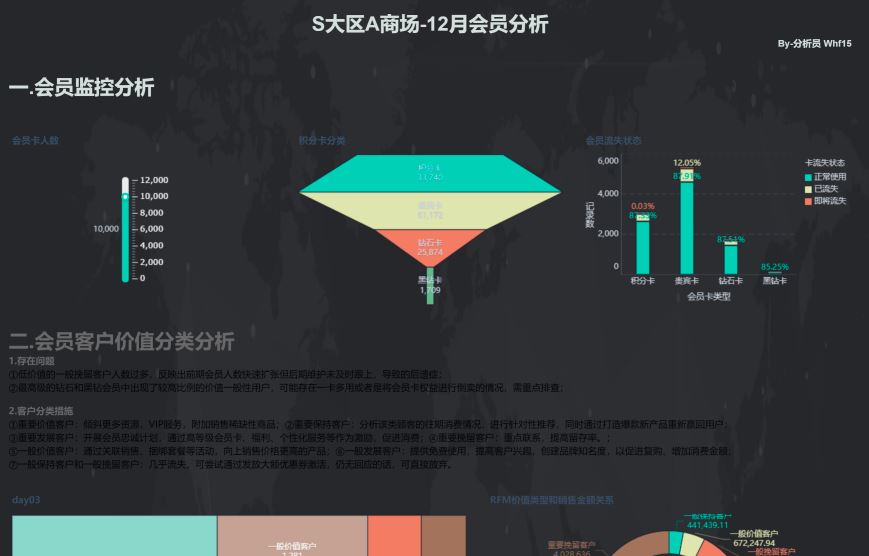 S大区A商场-12月会员分析
By-分析员 Whf15
一.会员监控分析
会员卡人数
积分卡分类
会员流失状态
12,000
10,000
8,000
6,000
4,000
2,000
0
10,000
积分卡
贵宾卡
61,172
钻石卡
25,874
黑钻卡
1,709
6,000
4,000
2,000
0
记录数
0.03%
12.05%
87.91%
87.51%
85.25%
积分卡
贵宾卡
钻石卡
黑钻卡
会员卡类型
卡流失状态
正常使用
已流失
即将流失
二.会员客户价值分类分析
1.存在问题
①低价值的一般挽留客户人数过多，反映出前期会员人数快速扩张但后期维护未及时跟上，导致的后遗症；
②最高级的钻石和黑钻会员中出现了较高比例的价值一般性用户，可能存在一卡多用或者是将会员卡权益进行倒卖的情况，需重点排查；
2.客户分类措施
①重要价值客户：倾斜更多资源，VIP服务，附加销售稀缺性商品；②重要保持客户：分析该类顾客的往期消费情况，进行针对性推荐，同时通过打造爆款新产品重新赢回用户；
③重要发展客户：开展会员忠诚计划，通过高等级会员卡、福利、个性化服务等作为激励，促进消费；④重要挽留客户：重点联系，提高留存率。；
⑤一般价值客户：通过关联销售、捆绑套餐等活动，向上销售价格更高的产品；⑥一般发展客户：提供免费使用，提高客户兴趣，创建品牌知名度，以促进复购、增加消费金额；
⑦一般保持客户和一般挽留客户：几乎流失，可尝试通过发放大额优惠券激活，仍无回应的话，可直接放弃。
day03
RFM价值类型和销售金额关系
一般价值客户
1,281
一般保持客户
441,439.11
一般价值客户
672,247.94
一般挽留客户
重要挽留客户
4,028,636